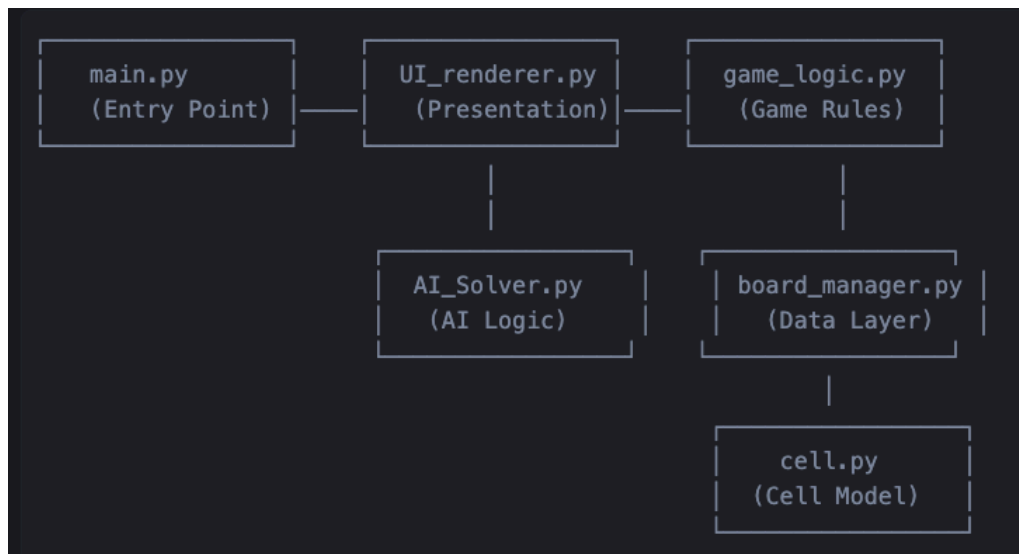 main.py UI_renderer.py game_logic.py
(Entry Point) (Presentation) (Game Rules)
AI_Solver.py board_manager.py
(AI Logic) (Data Layer)
cell.py
(Cell Model)